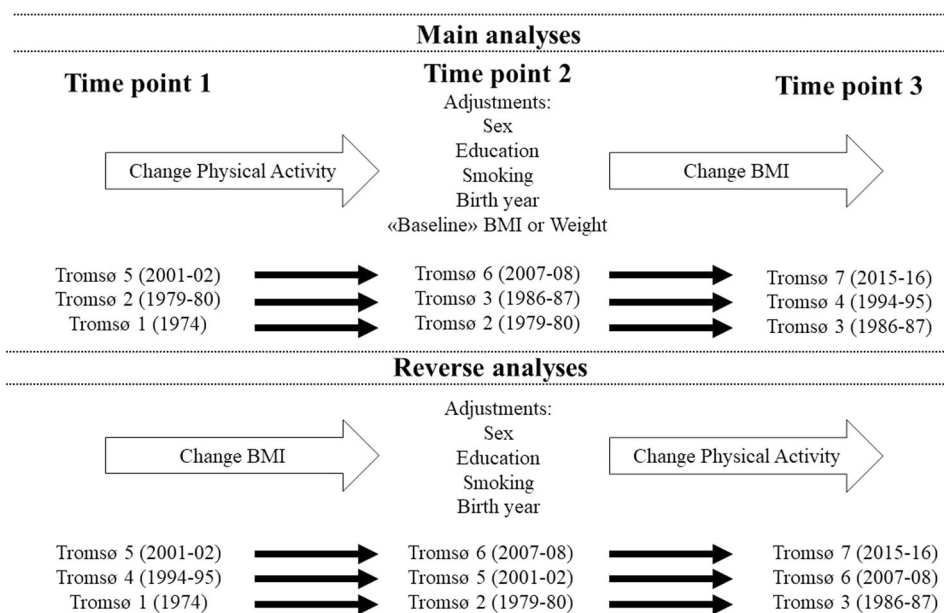 Main analyses
Time point 1
Time point 2
Time point 3
Adjustments:
Sex
Education
Smoking
Birth year
«Baseline» BMI or Weight
Change Physical Activity
Change BMI
Tromsø 5 (2001-02)
Tromsø 6 (2007-08)
Tromsø 7 (2015-16)
Tromsø 2 (1979-80)
Tromsø 3 (1986-87)
Tromsø 4 (1994-95)
Tromsø 1 (1974)
Tromsø 2 (1979-80)
Tromsø 3 (1986-87)
Reverse analyses
Adjustments:
Sex
Education
Smoking
Birth year
Change BMI
Change Physical Activity
Tromsø 5 (2001-02)
Tromsø 6 (2007-08)
Tromsø 7 (2015-16)
Tromsø 4 (1994-95)
Tromsø 5 (2001-02)
Tromsø 6 (2007-08)
Tromsø 1 (1974)
Tromsø 2 (1979-80)
Tromsø 3 (1986-87)